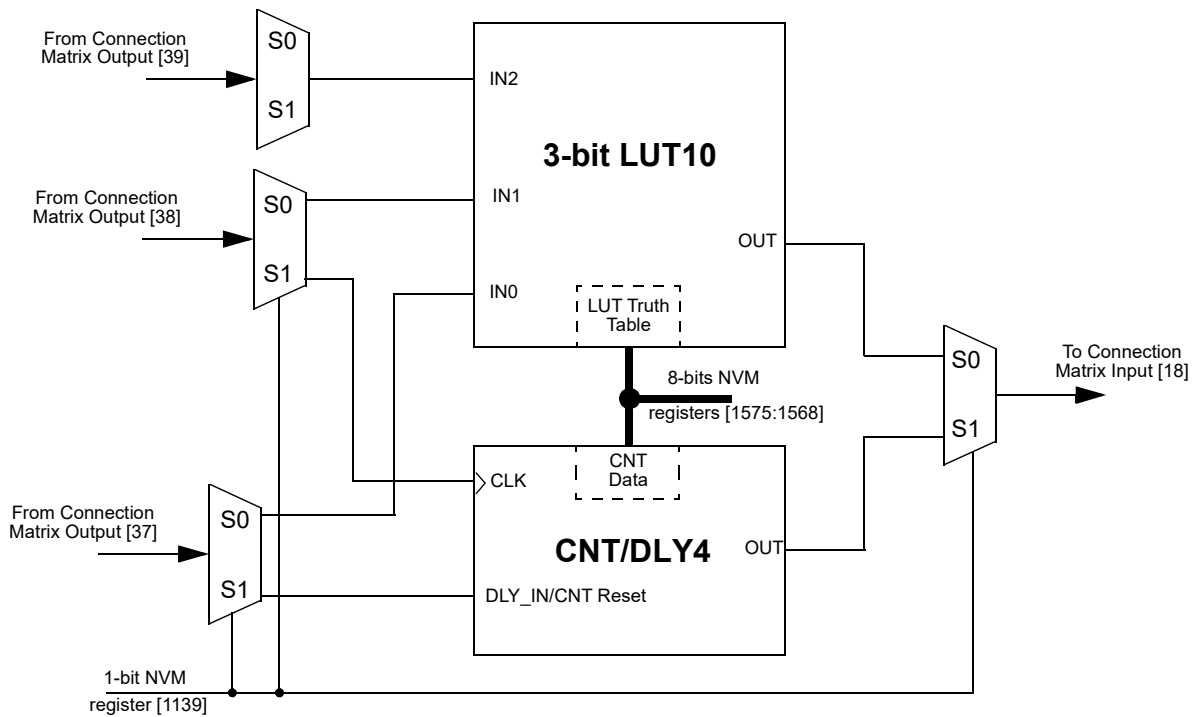 From Connection
Matrix Output [39]
S0
S1
IN2
3-bit LUT10
From Connection
Matrix Output [38]
S0
S1
IN1
IN0
OUT
LUT Truth
Table
8-bits NVM
registers [1575:1568]
S0
S1
To Connection
Matrix Input [18]
CNT
Data
CLK
CNT/DLY4
OUT
DLY_IN/CNT Reset
From Connection
Matrix Output [37]
S0
S1
1-bit NVM
register [1139]